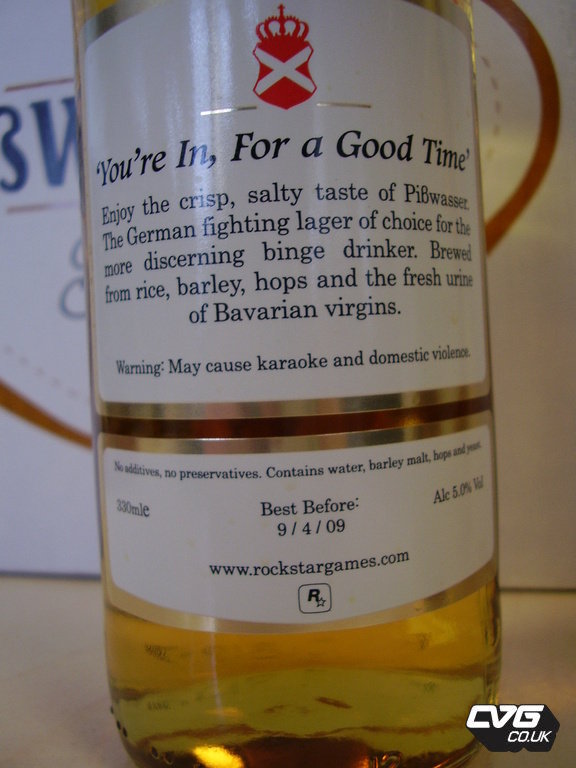 ßW
'You're In, For a Good Time'
Enjoy the crisp, salty taste of Pißwasser.
The German fighting lager of choice for the
more discerning binge drinker. Brewed
from rice, barley, hops and the fresh urine
of Bavarian virgins.
Warning: May cause karaoke and domestic violence.
No additives, no preservatives. Contains water, barley malt, hops and yeast.
330mle
Best Before:
9 / 4 / 09
Alc 5.0% Vol
www.rockstargames.com
R
CVG
CO.UK